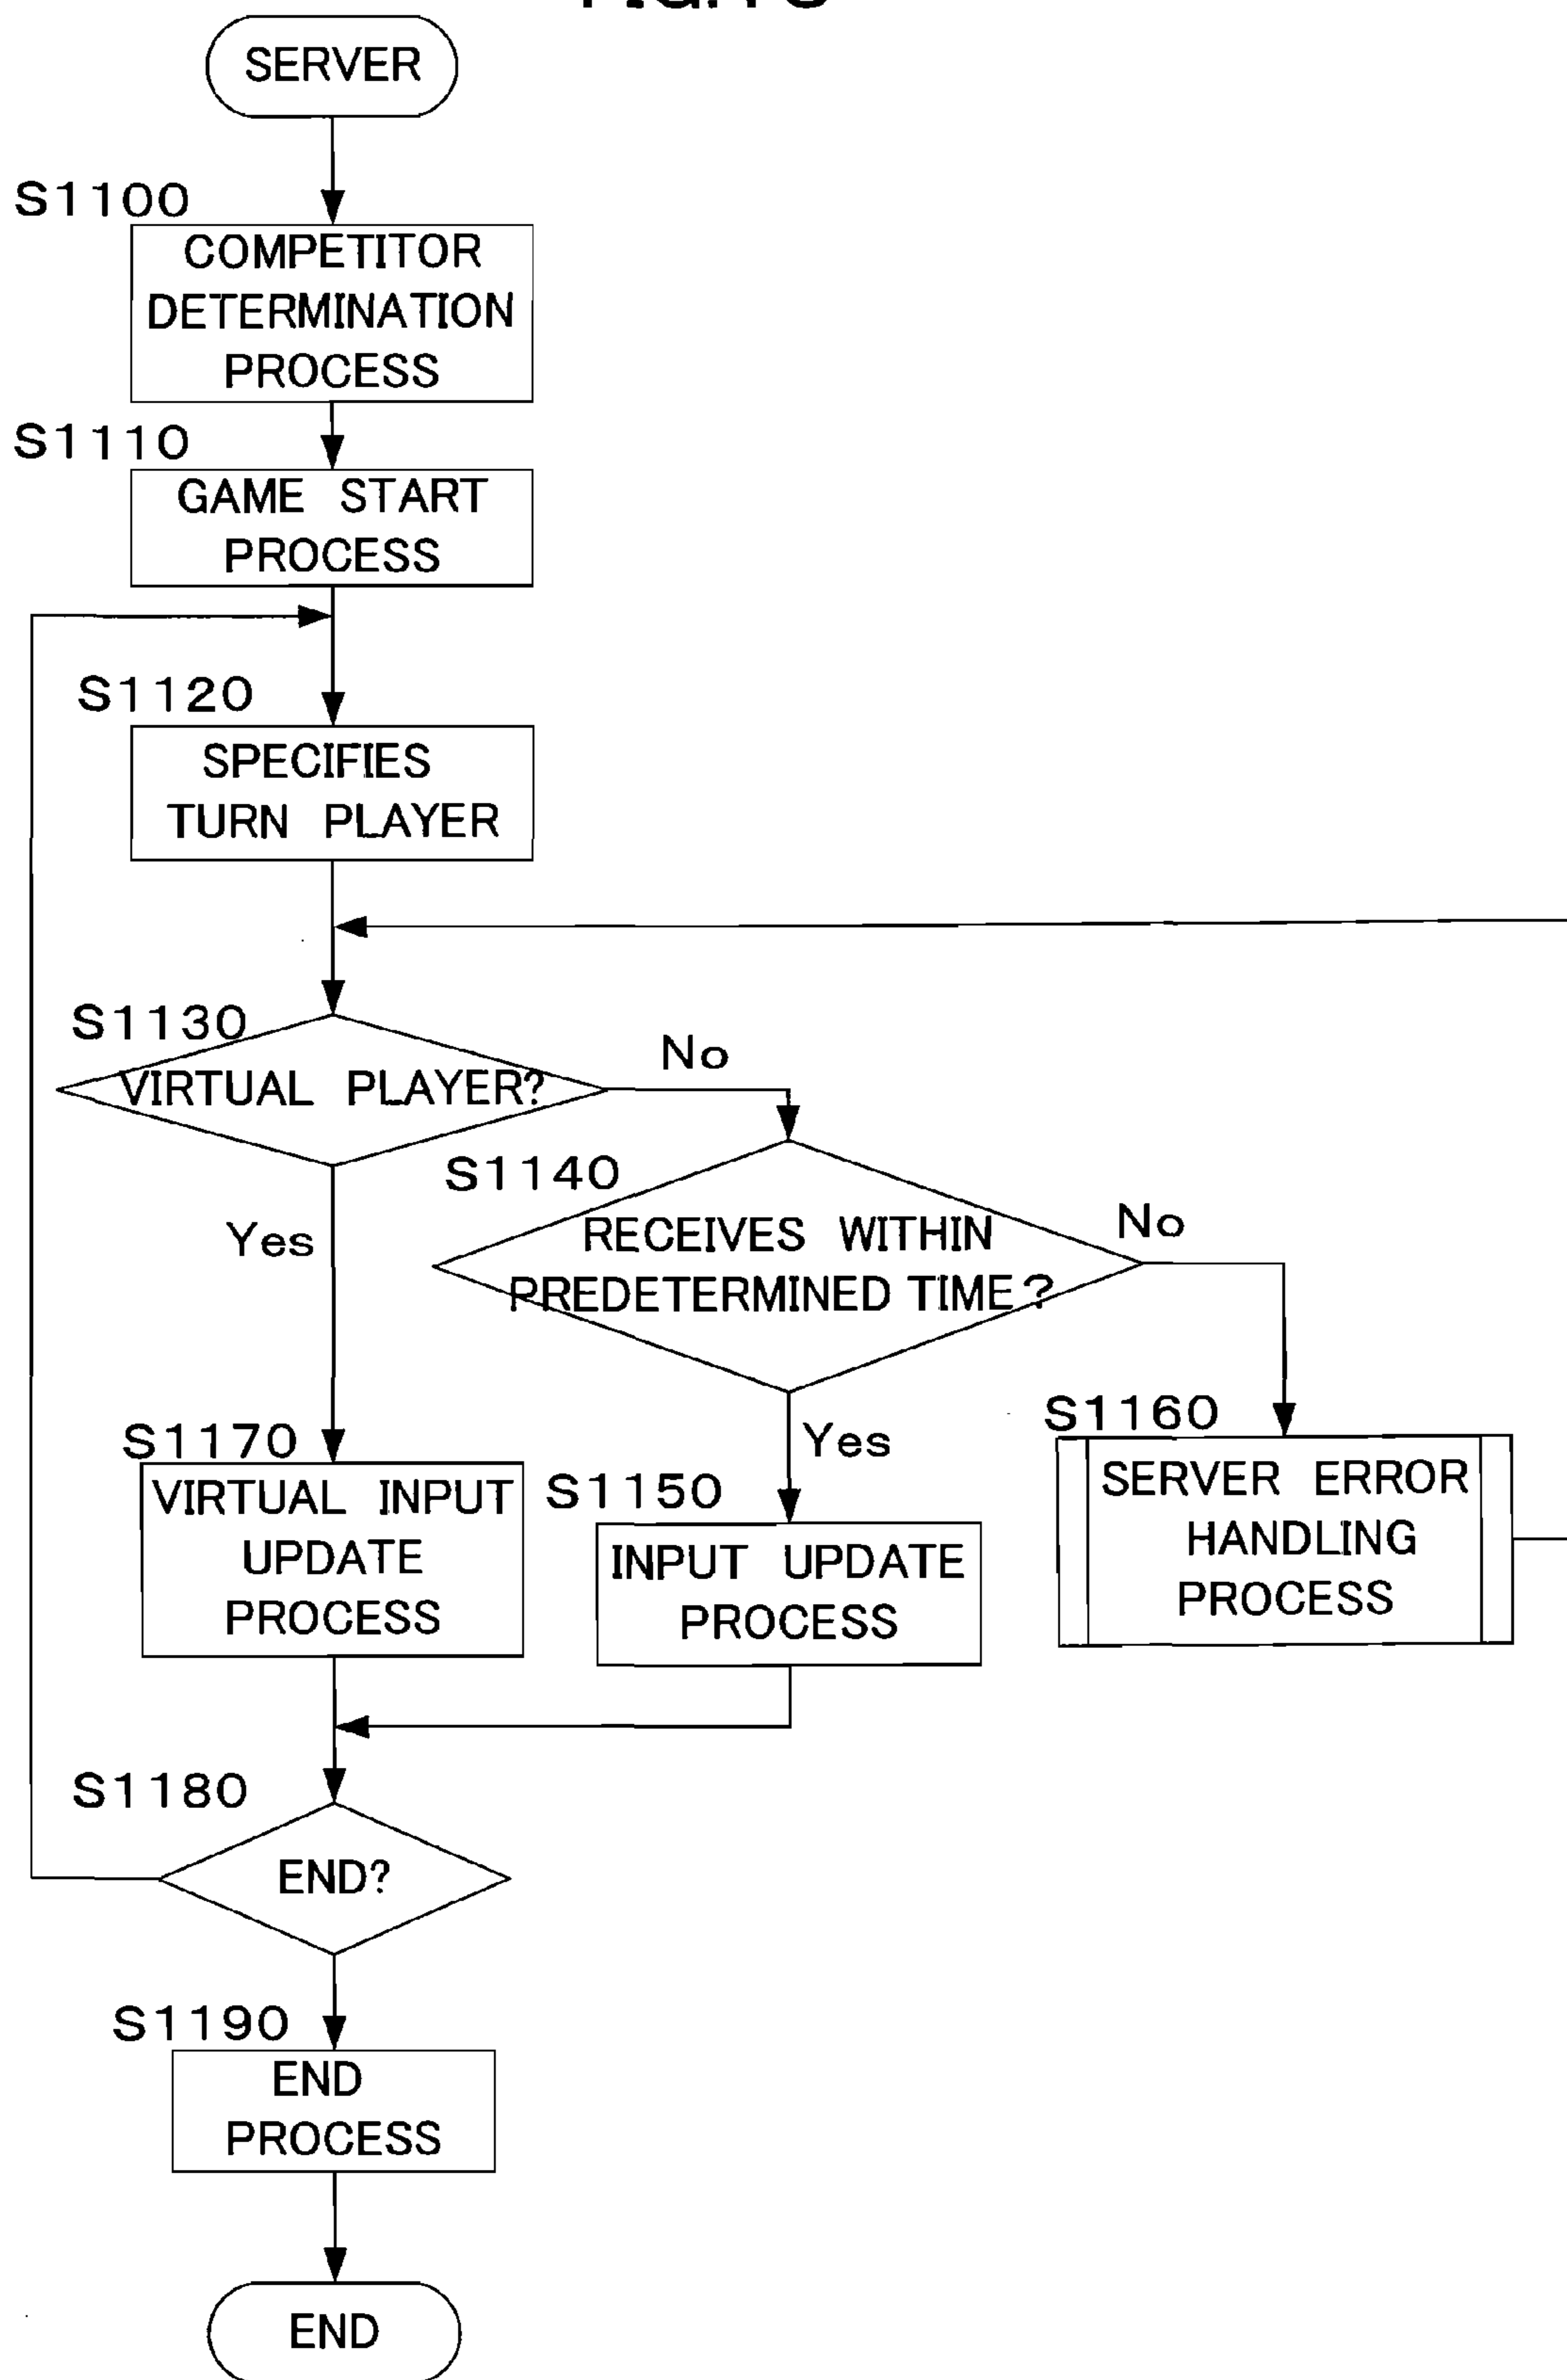 SERVER
S1100
COMPETITOR
DETERMINATION
PROCESS
S1110
GAME START
PROCESS
S1120
SPECIFIES
TURN PLAYER
S1130
VIRTUAL PLAYER?
No
Yes
S1140
RECEIVES WITHIN
PREDETERMINED TIME?
No
Yes
S1160
SERVER ERROR
HANDLING
PROCESS
S1170
VIRTUAL INPUT
UPDATE
PROCESS
S1150
INPUT UPDATE
PROCESS
S1180
END?
S1190
END
PROCESS
END